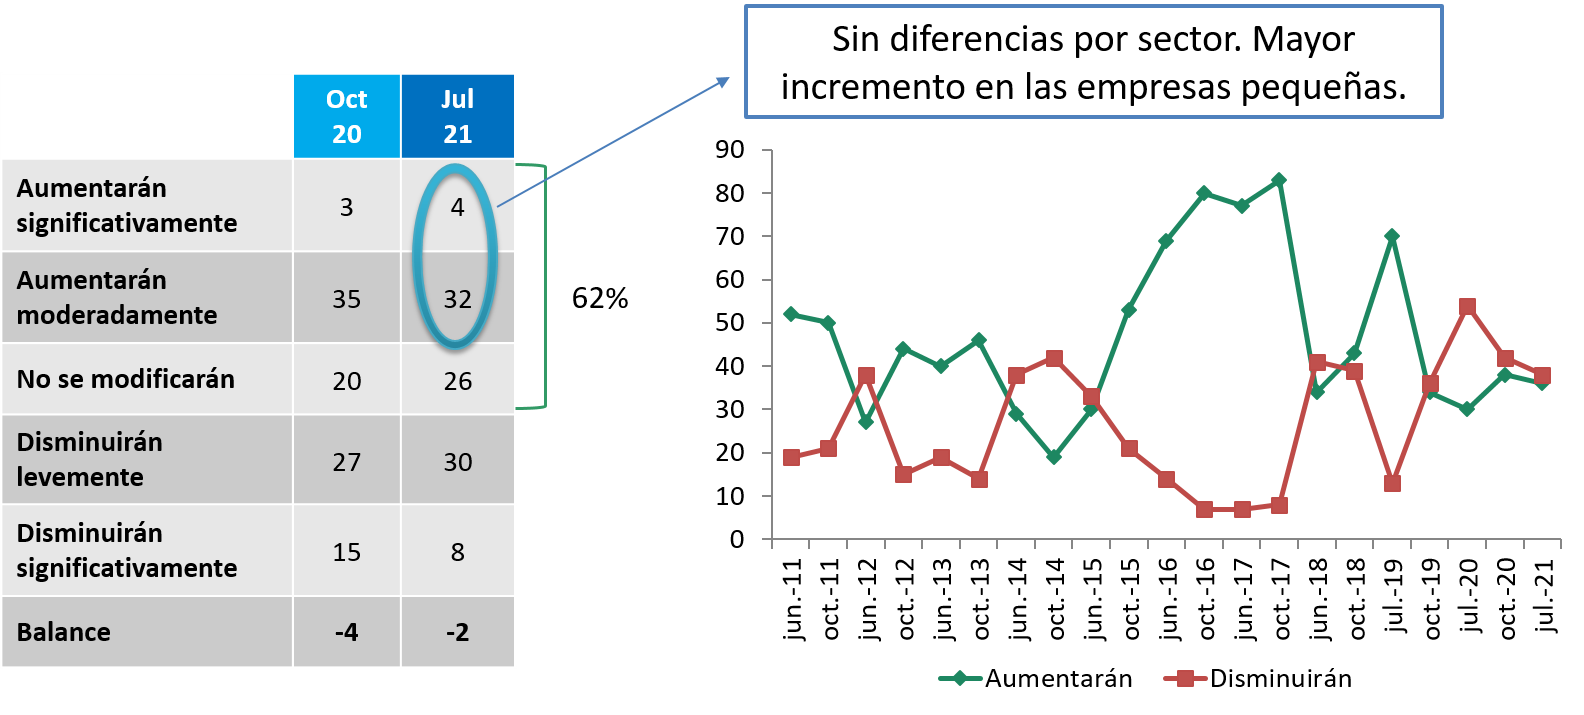 Sin diferencias por sector. Mayor
incremento en las empresas pequeñas.
Oct
20
Jul
21
Aumentarán
significativamente
3
4
Aumentarán
moderadamente
35
32
No se modificarán
20
26
Disminuirán
levemente
27
30
Disminuirán
significativamente
15
8
Balance
-4
-2
62%
90
80
70
60
50
40
30
20
10
0
jun.-11
oct.-11
jun.-12
oct.-12
jun.-13
oct.-13
jun.-14
oct.-14
jun.-15
oct.-15
jun.-16
oct.-16
jun.-17
oct.-17
jun.-18
oct.-18
jul.-19
oct.-19
jul.-20
oct.-20
jul.-21
Aumentarán
Disminuirán